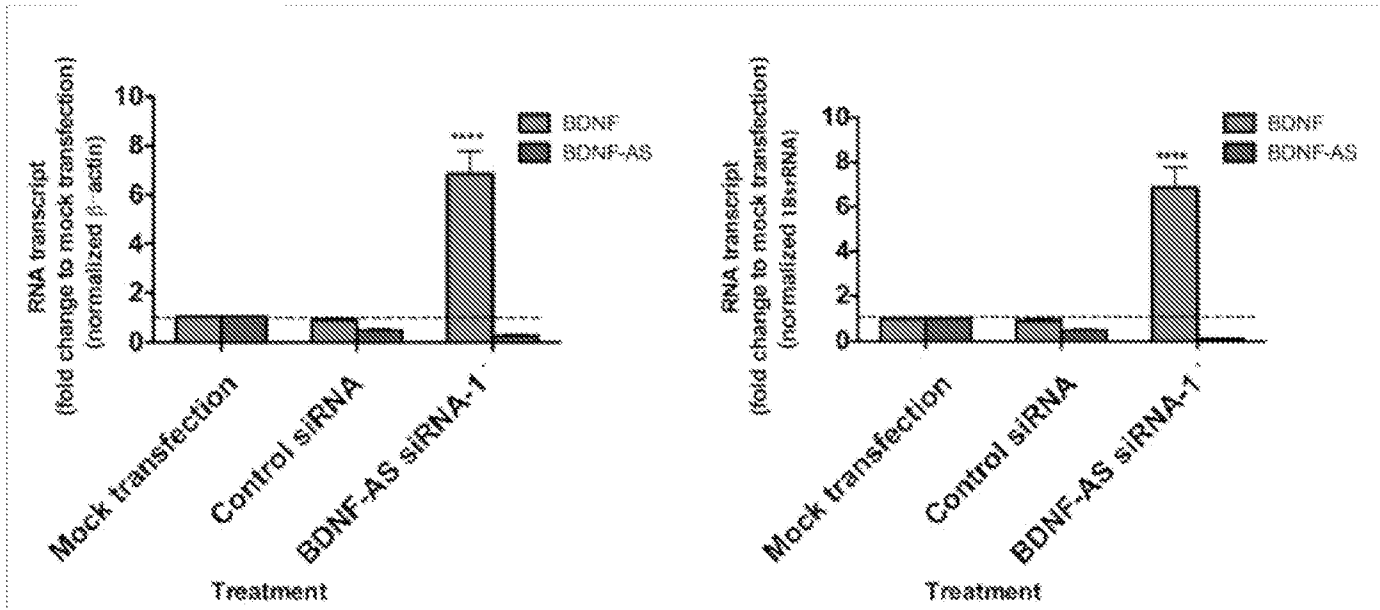 RNA transcript
(fold change to mock transfection)
(normalized β-actin)
10
8
6
4
2
0
****
BDNF
BDNF-AS
Mock transfection
Control siRNA
BDNF-AS siRNA-1
Treatment
RNA transcript
(fold change to mock transfection)
(normalized 18srRNA)
10
8
6
4
2
0
****
BDNF
BDNF-AS
Mock transfection
Control siRNA
BDNF-AS siRNA-1
Treatment